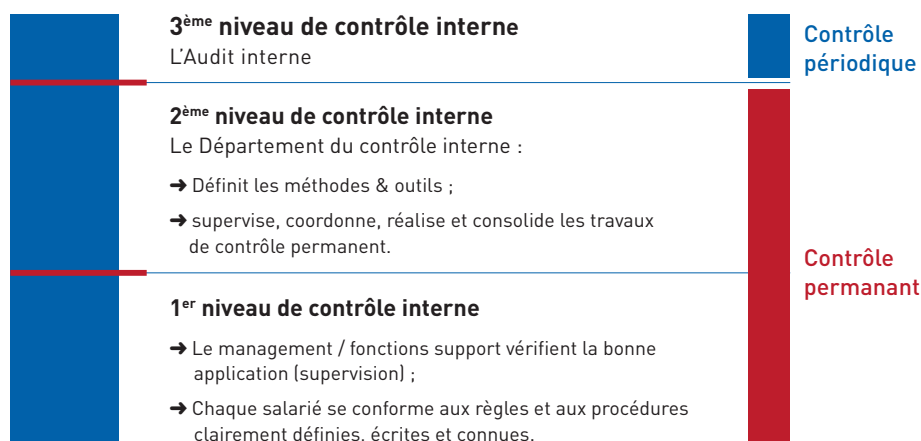 3ème niveau de contrôle interne
L'Audit interne
Contrôle
périodique
2ème niveau de contrôle interne
Le Département du contrôle interne :
➜ Définit les méthodes & outils ;
➜ supervise, coordonne, réalise et consolide les travaux
de contrôle permanent.
Contrôle
permanant
1er niveau de contrôle interne
➜ Le management / fonctions support vérifient la bonne
application (supervision) ;
➜ Chaque salarié se conforme aux règles et aux procédures
clairement définies, écrites et connues.